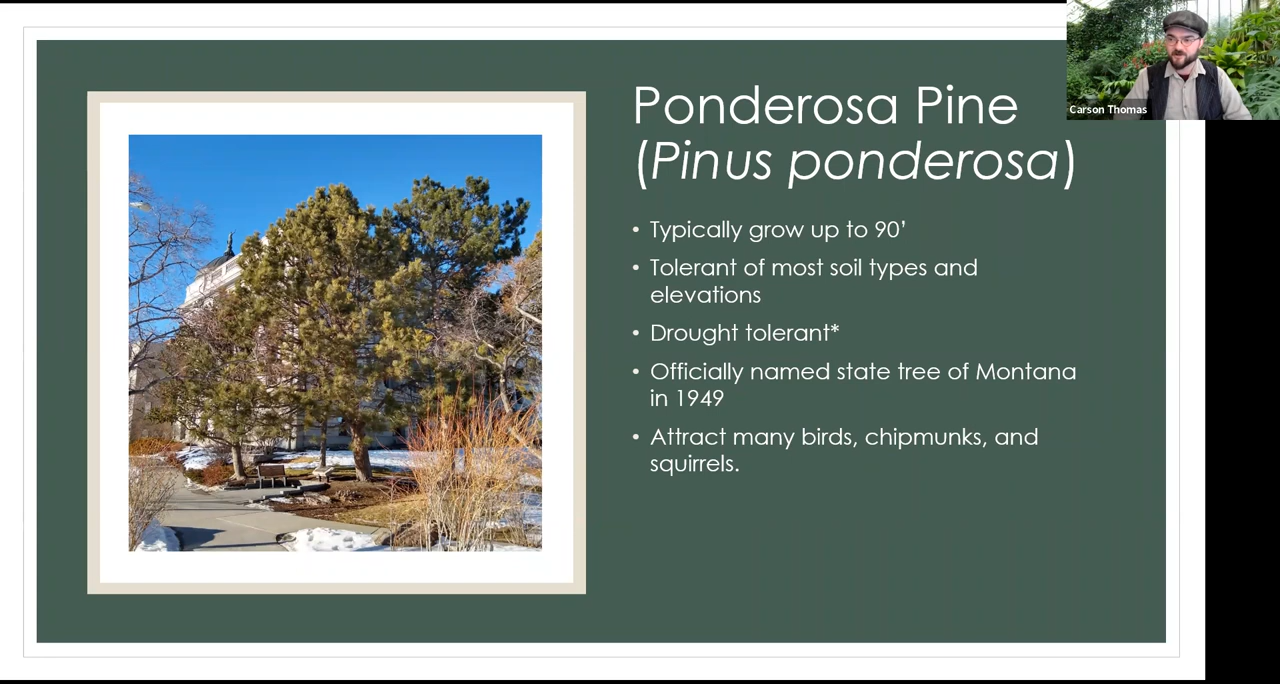 Ponderosa Pine
(Pinus ponderosa)
• Typically grow up to 90’
• Tolerant of most soil types and
elevations
• Drought tolerant*
• Officially named state tree of Montana
in 1949
• Attract many birds, chipmunks, and
squirrels.
Carson Thomas